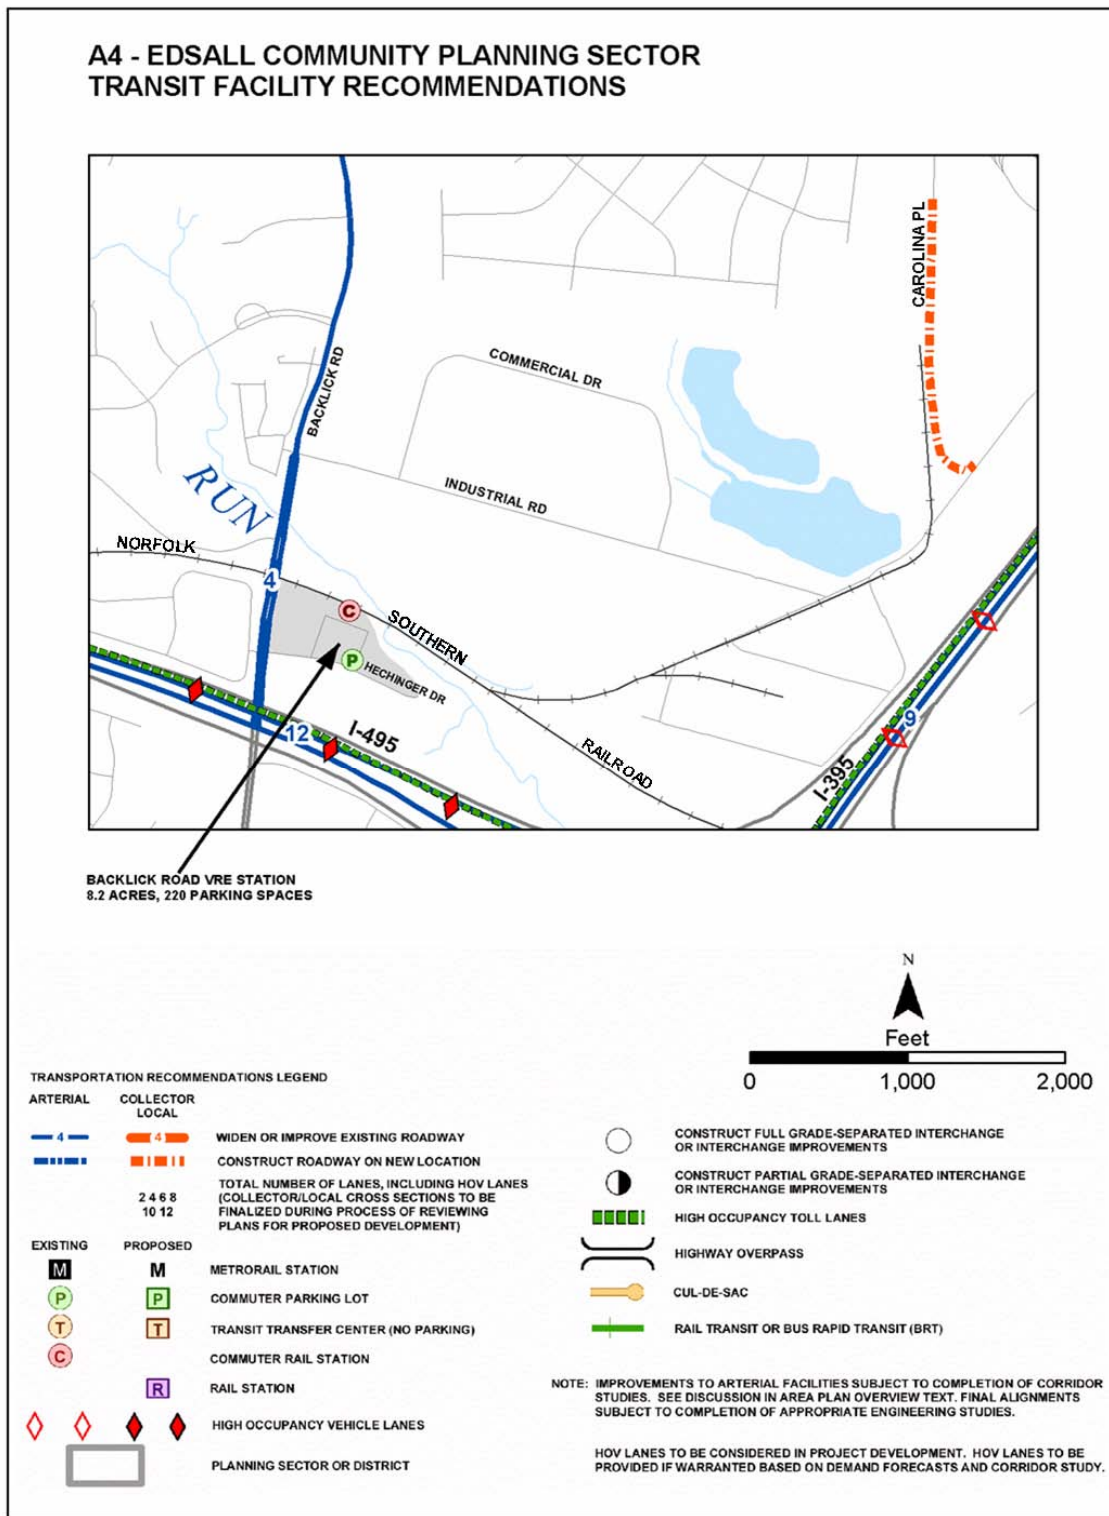 A4 - EDSALL COMMUNITY PLANNING SECTOR
TRANSIT FACILITY RECOMMENDATIONS
CAROLINA PL
BACKLICK RD
COMMERCIAL DR
INDUSTRIAL RD
RUN
NORFOLK
4
C
SOUTHERN
P
HECHINGER DR
12
I-495
RAILROAD
I-395
9
BACKLICK ROAD VRE STATION
8.2 ACRES, 220 PARKING SPACES
N
Feet
0 1,000 2,000
TRANSPORTATION RECOMMENDATIONS LEGEND
ARTERIAL COLLECTOR
LOCAL
4 4 WIDEN OR IMPROVE EXISTING ROADWAY
CONSTRUCT ROADWAY ON NEW LOCATION
TOTAL NUMBER OF LANES, INCLUDING HOV LANES
2 4 6 8 (COLLECTOR/LOCAL CROSS SECTIONS TO BE
10 12 FINALIZED DURING PROCESS OF REVIEWING
PLANS FOR PROPOSED DEVELOPMENT)
EXISTING PROPOSED
M M METRORAIL STATION
P P COMMUTER PARKING LOT
T T TRANSIT TRANSFER CENTER (NO PARKING)
C COMMUTER RAIL STATION
R RAIL STATION
HIGH OCCUPANCY VEHICLE LANES
PLANNING SECTOR OR DISTRICT
CONSTRUCT FULL GRADE-SEPARATED INTERCHANGE
OR INTERCHANGE IMPROVEMENTS
CONSTRUCT PARTIAL GRADE-SEPARATED INTERCHANGE
OR INTERCHANGE IMPROVEMENTS
HIGH OCCUPANCY TOLL LANES
HIGHWAY OVERPASS
CUL-DE-SAC
RAIL TRANSIT OR BUS RAPID TRANSIT (BRT)
NOTE: IMPROVEMENTS TO ARTERIAL FACILITIES SUBJECT TO COMPLETION OF CORRIDOR
STUDIES. SEE DISCUSSION IN AREA PLAN OVERVIEW TEXT. FINAL ALIGNMENTS
SUBJECT TO COMPLETION OF APPROPRIATE ENGINEERING STUDIES.
HOV LANES TO BE CONSIDERED IN PROJECT DEVELOPMENT. HOV LANES TO BE
PROVIDED IF WARRANTED BASED ON DEMAND FORECASTS AND CORRIDOR STUDY.